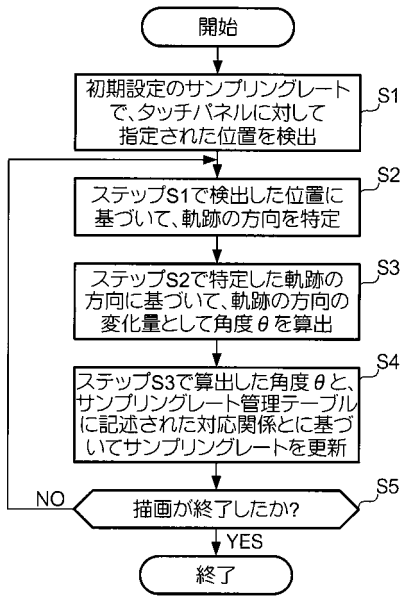 開始
初期設定のサンプリングレート
で、タッチパネルに対して
指定された位置を検出
S1
ステップS1で検出した位置に
基づいて、軌跡の方向を特定
S2
ステップS2で特定した軌跡の
方向に基づいて、軌跡の方向の
変化量として角度θを算出
S3
ステップS3で算出した角度θと、
サンプリングレート管理テーブル
に記述された対応関係とに基づ
いてサンプリングレートを更新
S4
描画が終了したか?
S5
NO
YES
終了